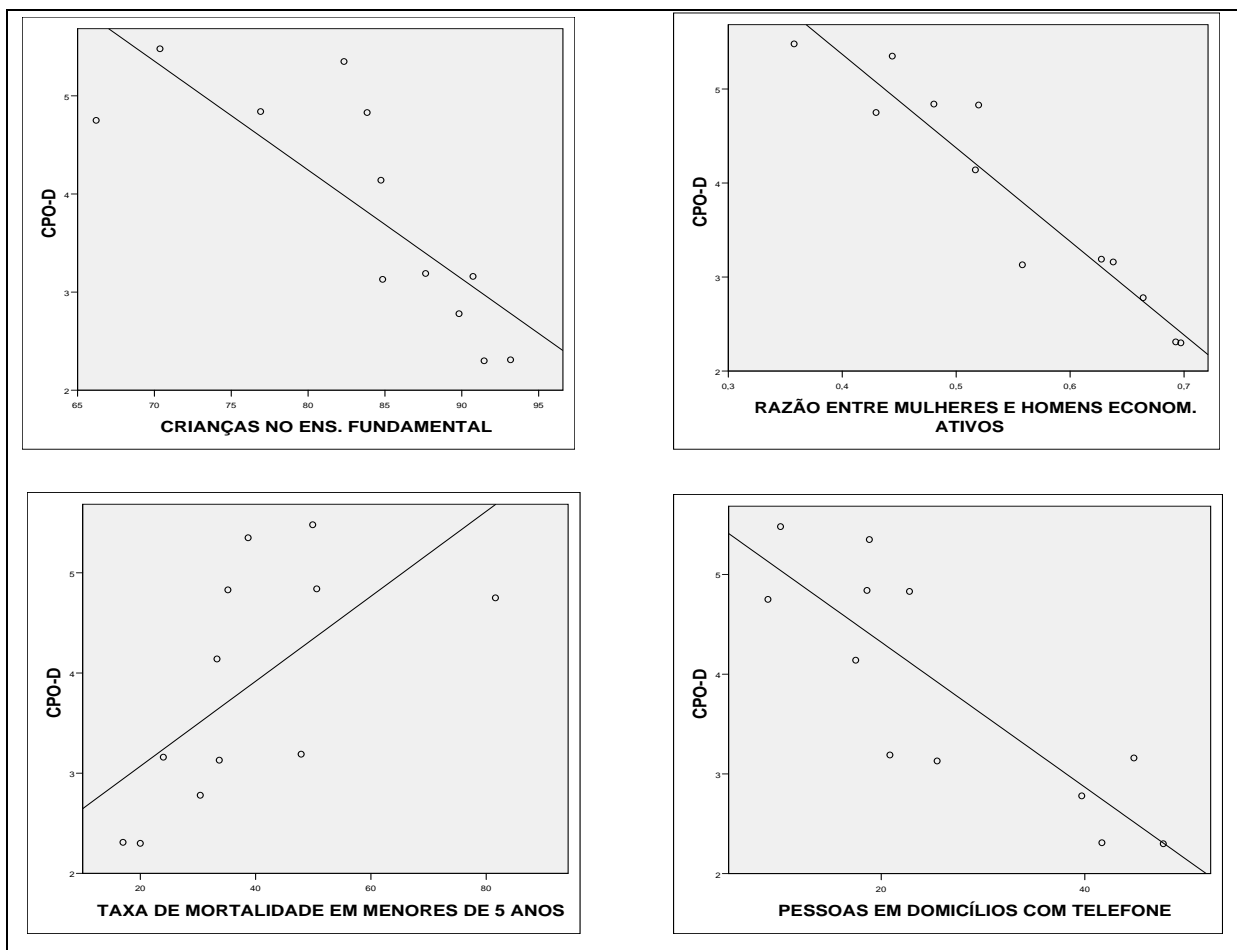 CPO-D
5
4
3
2
65 70 75 80 85 90 95
CRIANÇAS NO ENS. FUNDAMENTAL
CPO-D
5
4
3
2
0,3 0,4 0,5 0,6 0,7
RAZÃO ENTRE MULHERES E HOMENS ECONOM.
ATIVOS
CPO-D
5
4
3
2
20 40 60 80
TAXA DE MORTALIDADE EM MENORES DE 5 ANOS
CPO-D
5
4
3
2
20 40
PESSOAS EM DOMICÍLIOS COM TELEFONE